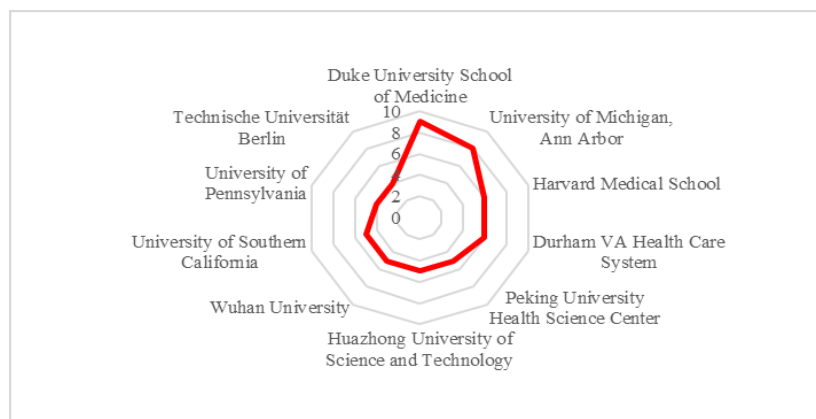 Duke University School
of Medicine
University of Michigan,
Ann Arbor
Harvard Medical School
Durham VA Health Care
System
Peking University
Health Science Center
Huazhong University of
Science and Technology
Wuhan University
University of Southern
California
University of
Pennsylvania
Technische Universität
Berlin
10
8
6
4
2
0